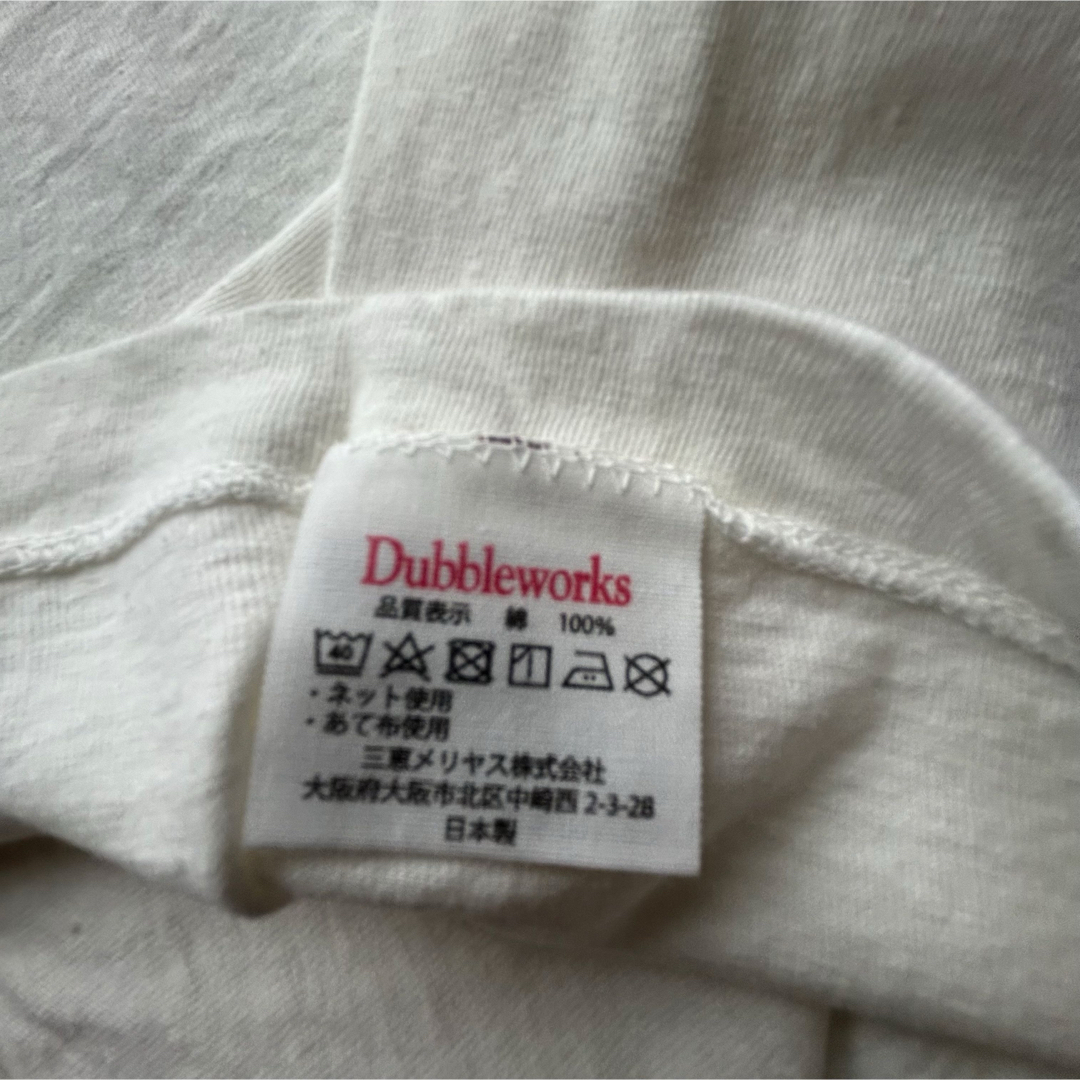 Dubbleworks
品質表示 綿 100%
40
・ネット使用
・あて布使用
三恵メリヤス株式会社
大阪府大阪市北区中崎西 2-3-28
日本製